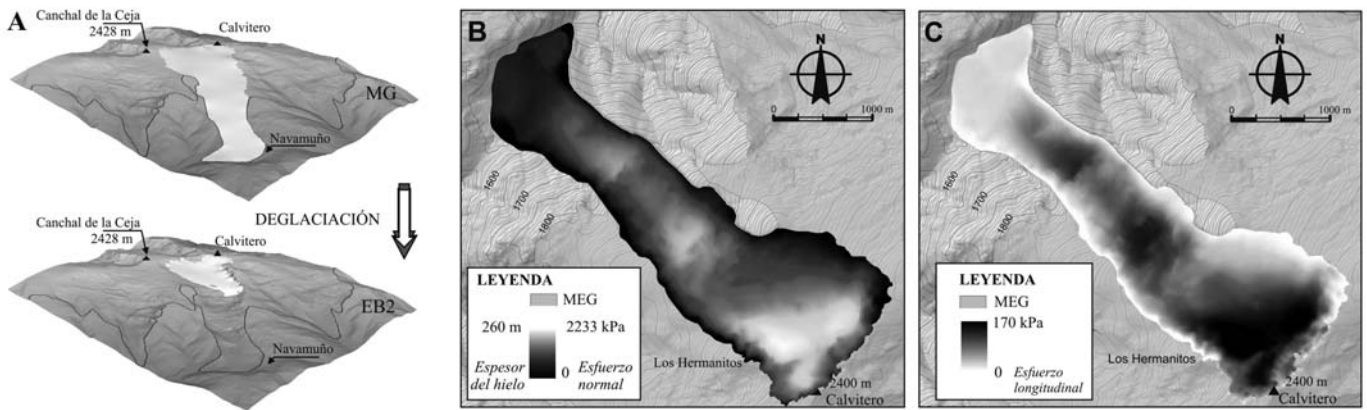 A
Canchal de la Ceja
2428 m
Calvitero
MG
Navamuño
DEGLACIACIÓN
Canchal de la Ceja
2428 m
Calvitero
EB2
Navamuño
B
N
0 1000 m
1600
1700
1800
LEYENDA
MEG
260 m 2233 kPa
0
Espesor del hielo
Esfuerzo normal
Los Hermanitos
2400 m
Calvitero
C
N
0 1000 m
1600
1700
1800
LEYENDA
MEG
170 kPa
0 Esfuerzo
longitudinal
Los Hermanitos
2400 m
Calvitero